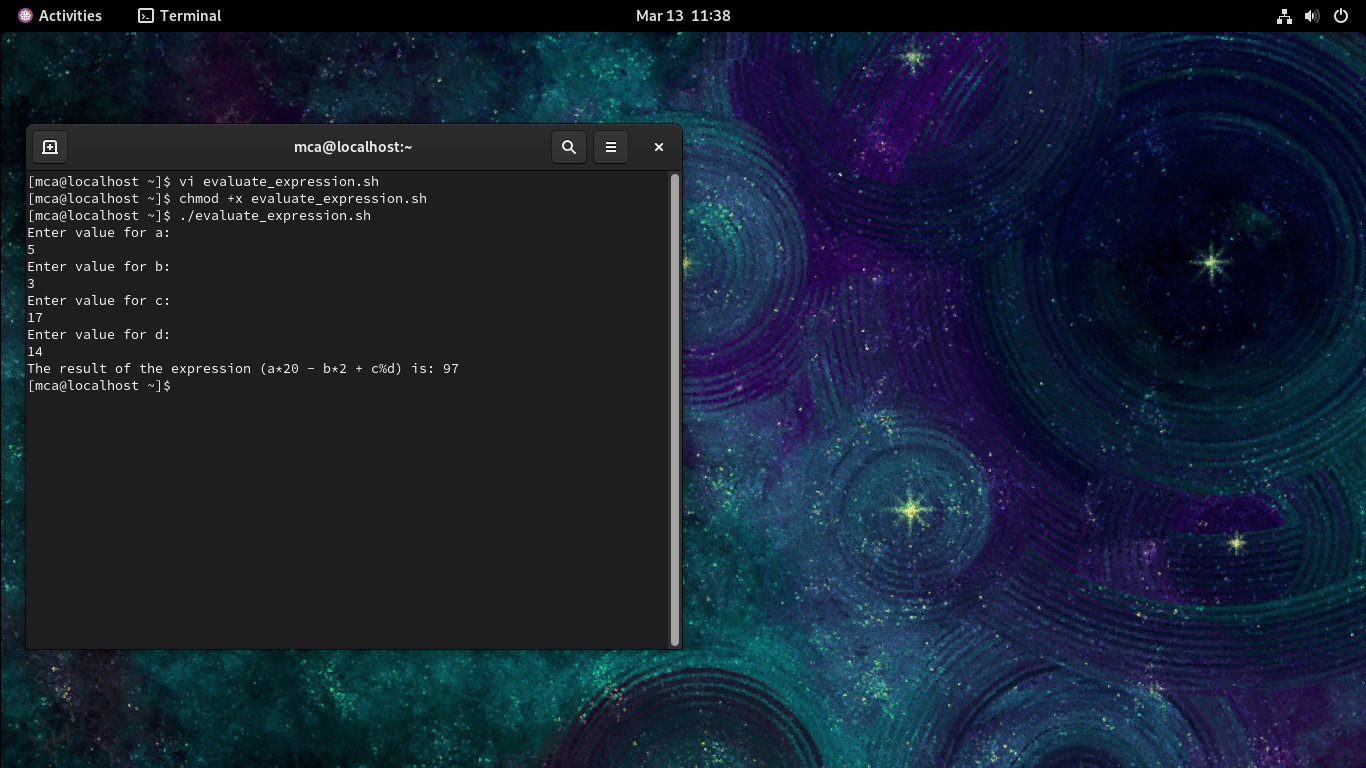 Activities Terminal Mar 13 11:38
mca@localhost:~
[mca@localhost ~]$ vi evaluate_expression.sh
[mca@localhost ~]$ chmod +x evaluate_expression.sh
[mca@localhost ~]$ ./evaluate_expression.sh
Enter value for a:
5
Enter value for b:
3
Enter value for c:
17
Enter value for d:
14
The result of the expression (a*20 - b*2 + c%d) is: 97
[mca@localhost ~]$